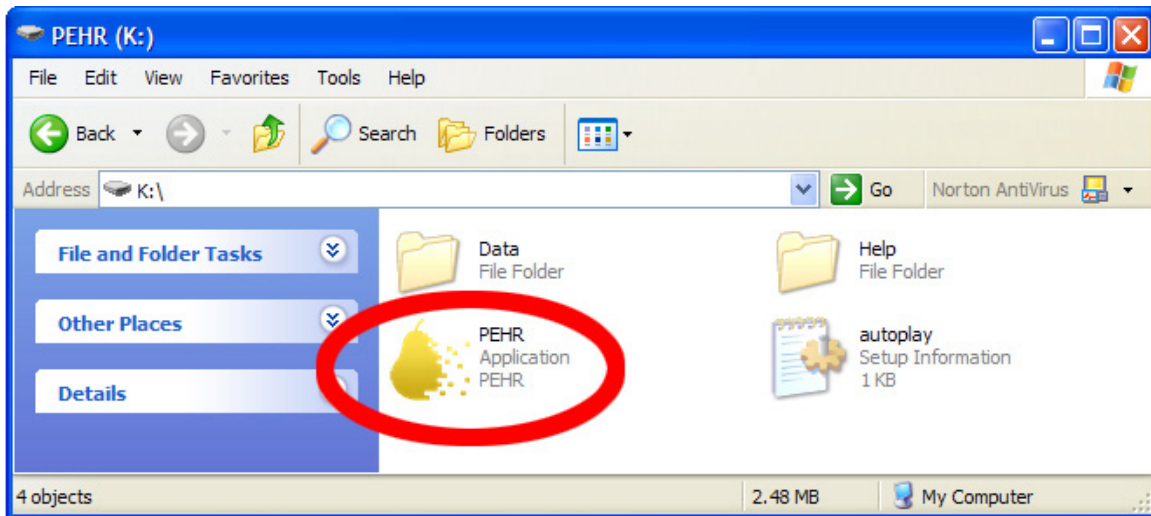 PEHR (K:)
File Edit View Favorites Tools Help
Back Search Folders
Address K:\ Go Norton AntiVirus
File and Folder Tasks
Other Places
Details
Data
File Folder
Help
File Folder
PEHR
Application
PEHR
autoplay
Setup Information
1 KB
4 objects 2.48 MB My Computer